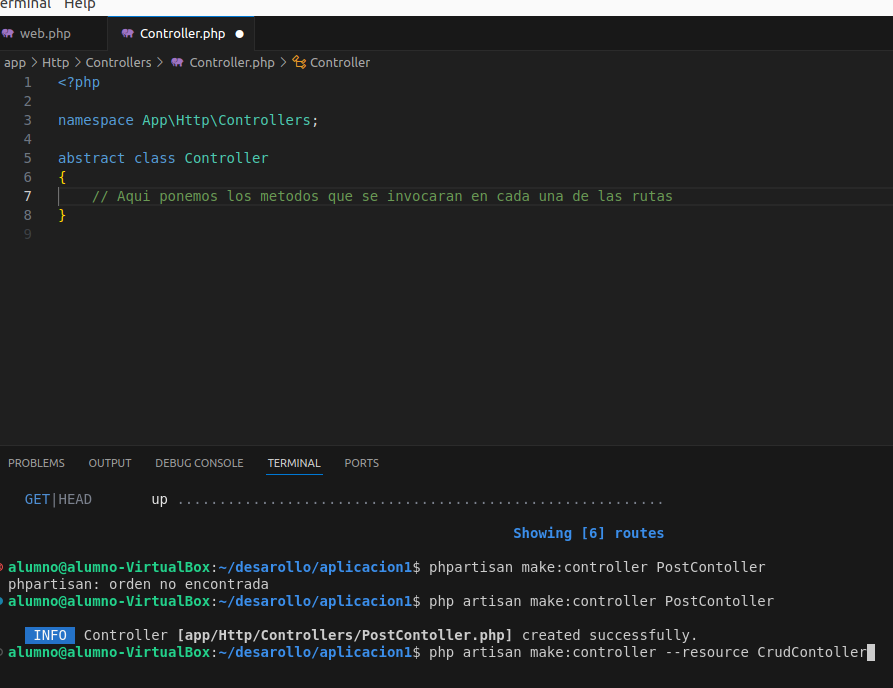 erminal Help
web.php Controller.php
app > Http > Controllers > Controller.php > Controller
1 <?php
2
3 namespace App\Http\Controllers;
4
5 abstract class Controller
6 {
7 // Aqui ponemos los metodos que se invocaran en cada una de las rutas
8 }
9
PROBLEMS OUTPUT DEBUG CONSOLE TERMINAL PORTS
GET|HEAD up ..........................................................
Showing [6] routes
alumno@alumno-VirtualBox:~/desarollo/aplicacion1$ phpartisan make:controller PostContoller
phpartisan: orden no encontrada
alumno@alumno-VirtualBox:~/desarollo/aplicacion1$ php artisan make:controller PostContoller
INFO Controller [app/Http/Controllers/PostContoller.php] created successfully.
alumno@alumno-VirtualBox:~/desarollo/aplicacion1$ php artisan make:controller --resource CrudContoller